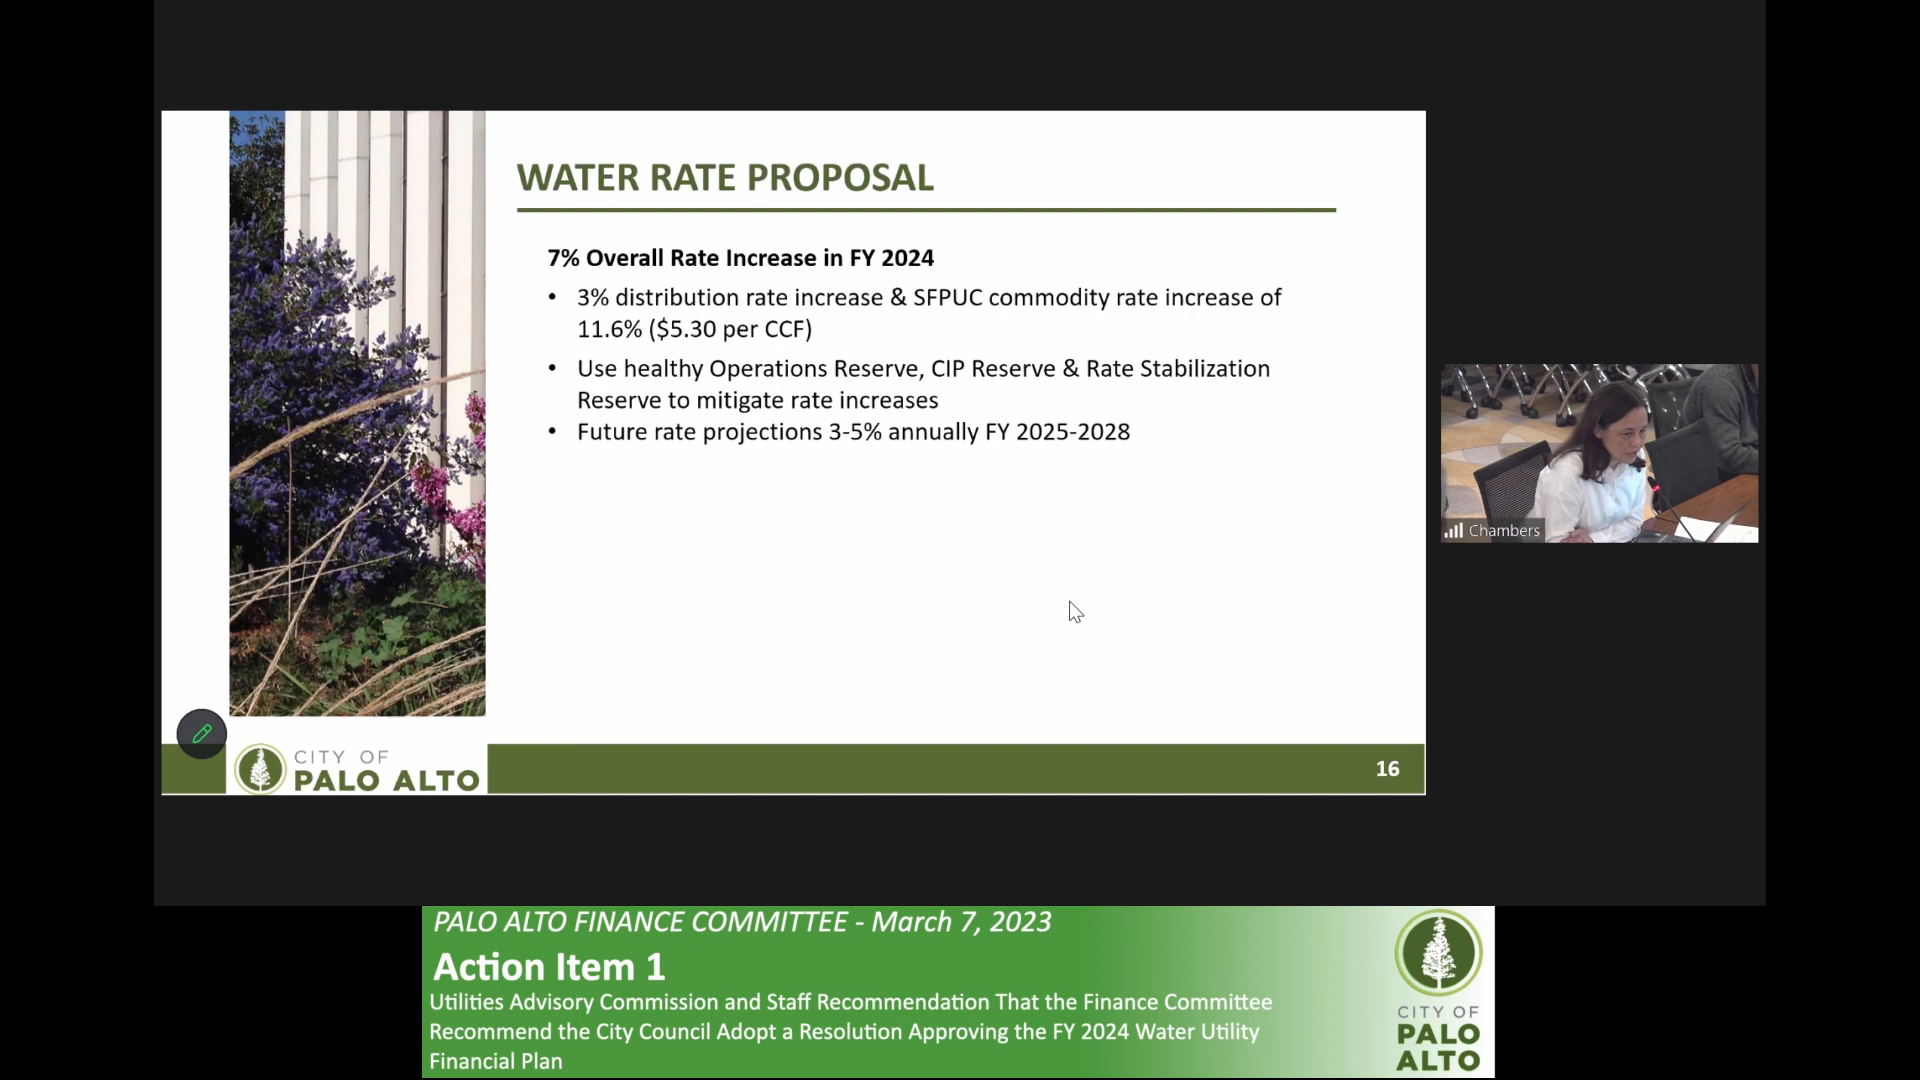 WATER RATE PROPOSAL
7% Overall Rate Increase in FY 2024
• 3% distribution rate increase & SFPUC commodity rate increase of
11.6% ($5.30 per CCF)
• Use healthy Operations Reserve, CIP Reserve & Rate Stabilization
Reserve to mitigate rate increases
• Future rate projections 3-5% annually FY 2025-2028
Chambers
CITY OF
PALO ALTO
16
PALO ALTO FINANCE COMMITTEE - March 7, 2023
Action Item 1
Utilities Advisory Commission and Staff Recommendation That the Finance Committee
Recommend the City Council Adopt a Resolution Approving the FY 2024 Water Utility
Financial Plan
CITY OF
PALO
ALTO